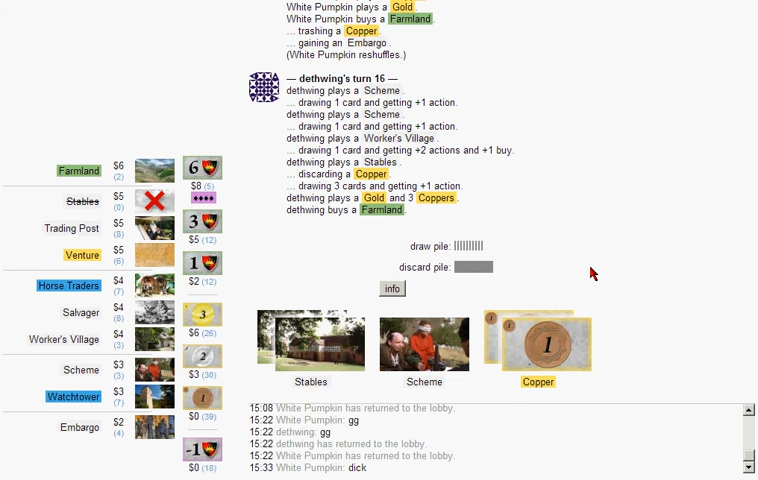 White Pumpkin plays a Gold .
White Pumpkin buys a Farmland .
... trashing a Copper .
... gaining an Embargo .
(White Pumpkin reshuffles.)
— dethwing's turn 16 —
dethwing plays a Scheme .
... drawing 1 card and getting +1 action.
dethwing plays a Scheme .
... drawing 1 card and getting +1 action.
dethwing plays a Worker's Village .
... drawing 1 card and getting +2 actions and +1 buy.
dethwing plays a Stables .
... discarding a Copper .
... drawing 3 cards and getting +1 action.
dethwing plays a Gold and 3 Coppers .
dethwing buys a Farmland .
Farmland $6 (2)
6
$8 (5)
Stables $5 (0)
Trading Post $5 (8)
3
$5 (12)
Venture $5 (6)
1
$2 (12)
Horse Traders $4 (7)
Salvager $4 (8)
3
$6 (26)
Worker's Village $4 (3)
2
$3 (30)
Scheme $3 (3)
Watchtower $3 (7)
1
$0 (39)
Embargo $2 (4)
-1
$0 (18)
draw pile:
discard pile:
info
1
1
1
Stables
Scheme
Copper
15:08 White Pumpkin has returned to the lobby.
15:22 White Pumpkin: gg
15:22 dethwing: gg
15:22 dethwing has returned to the lobby.
15:22 White Pumpkin has returned to the lobby.
15:33 White Pumpkin: dick